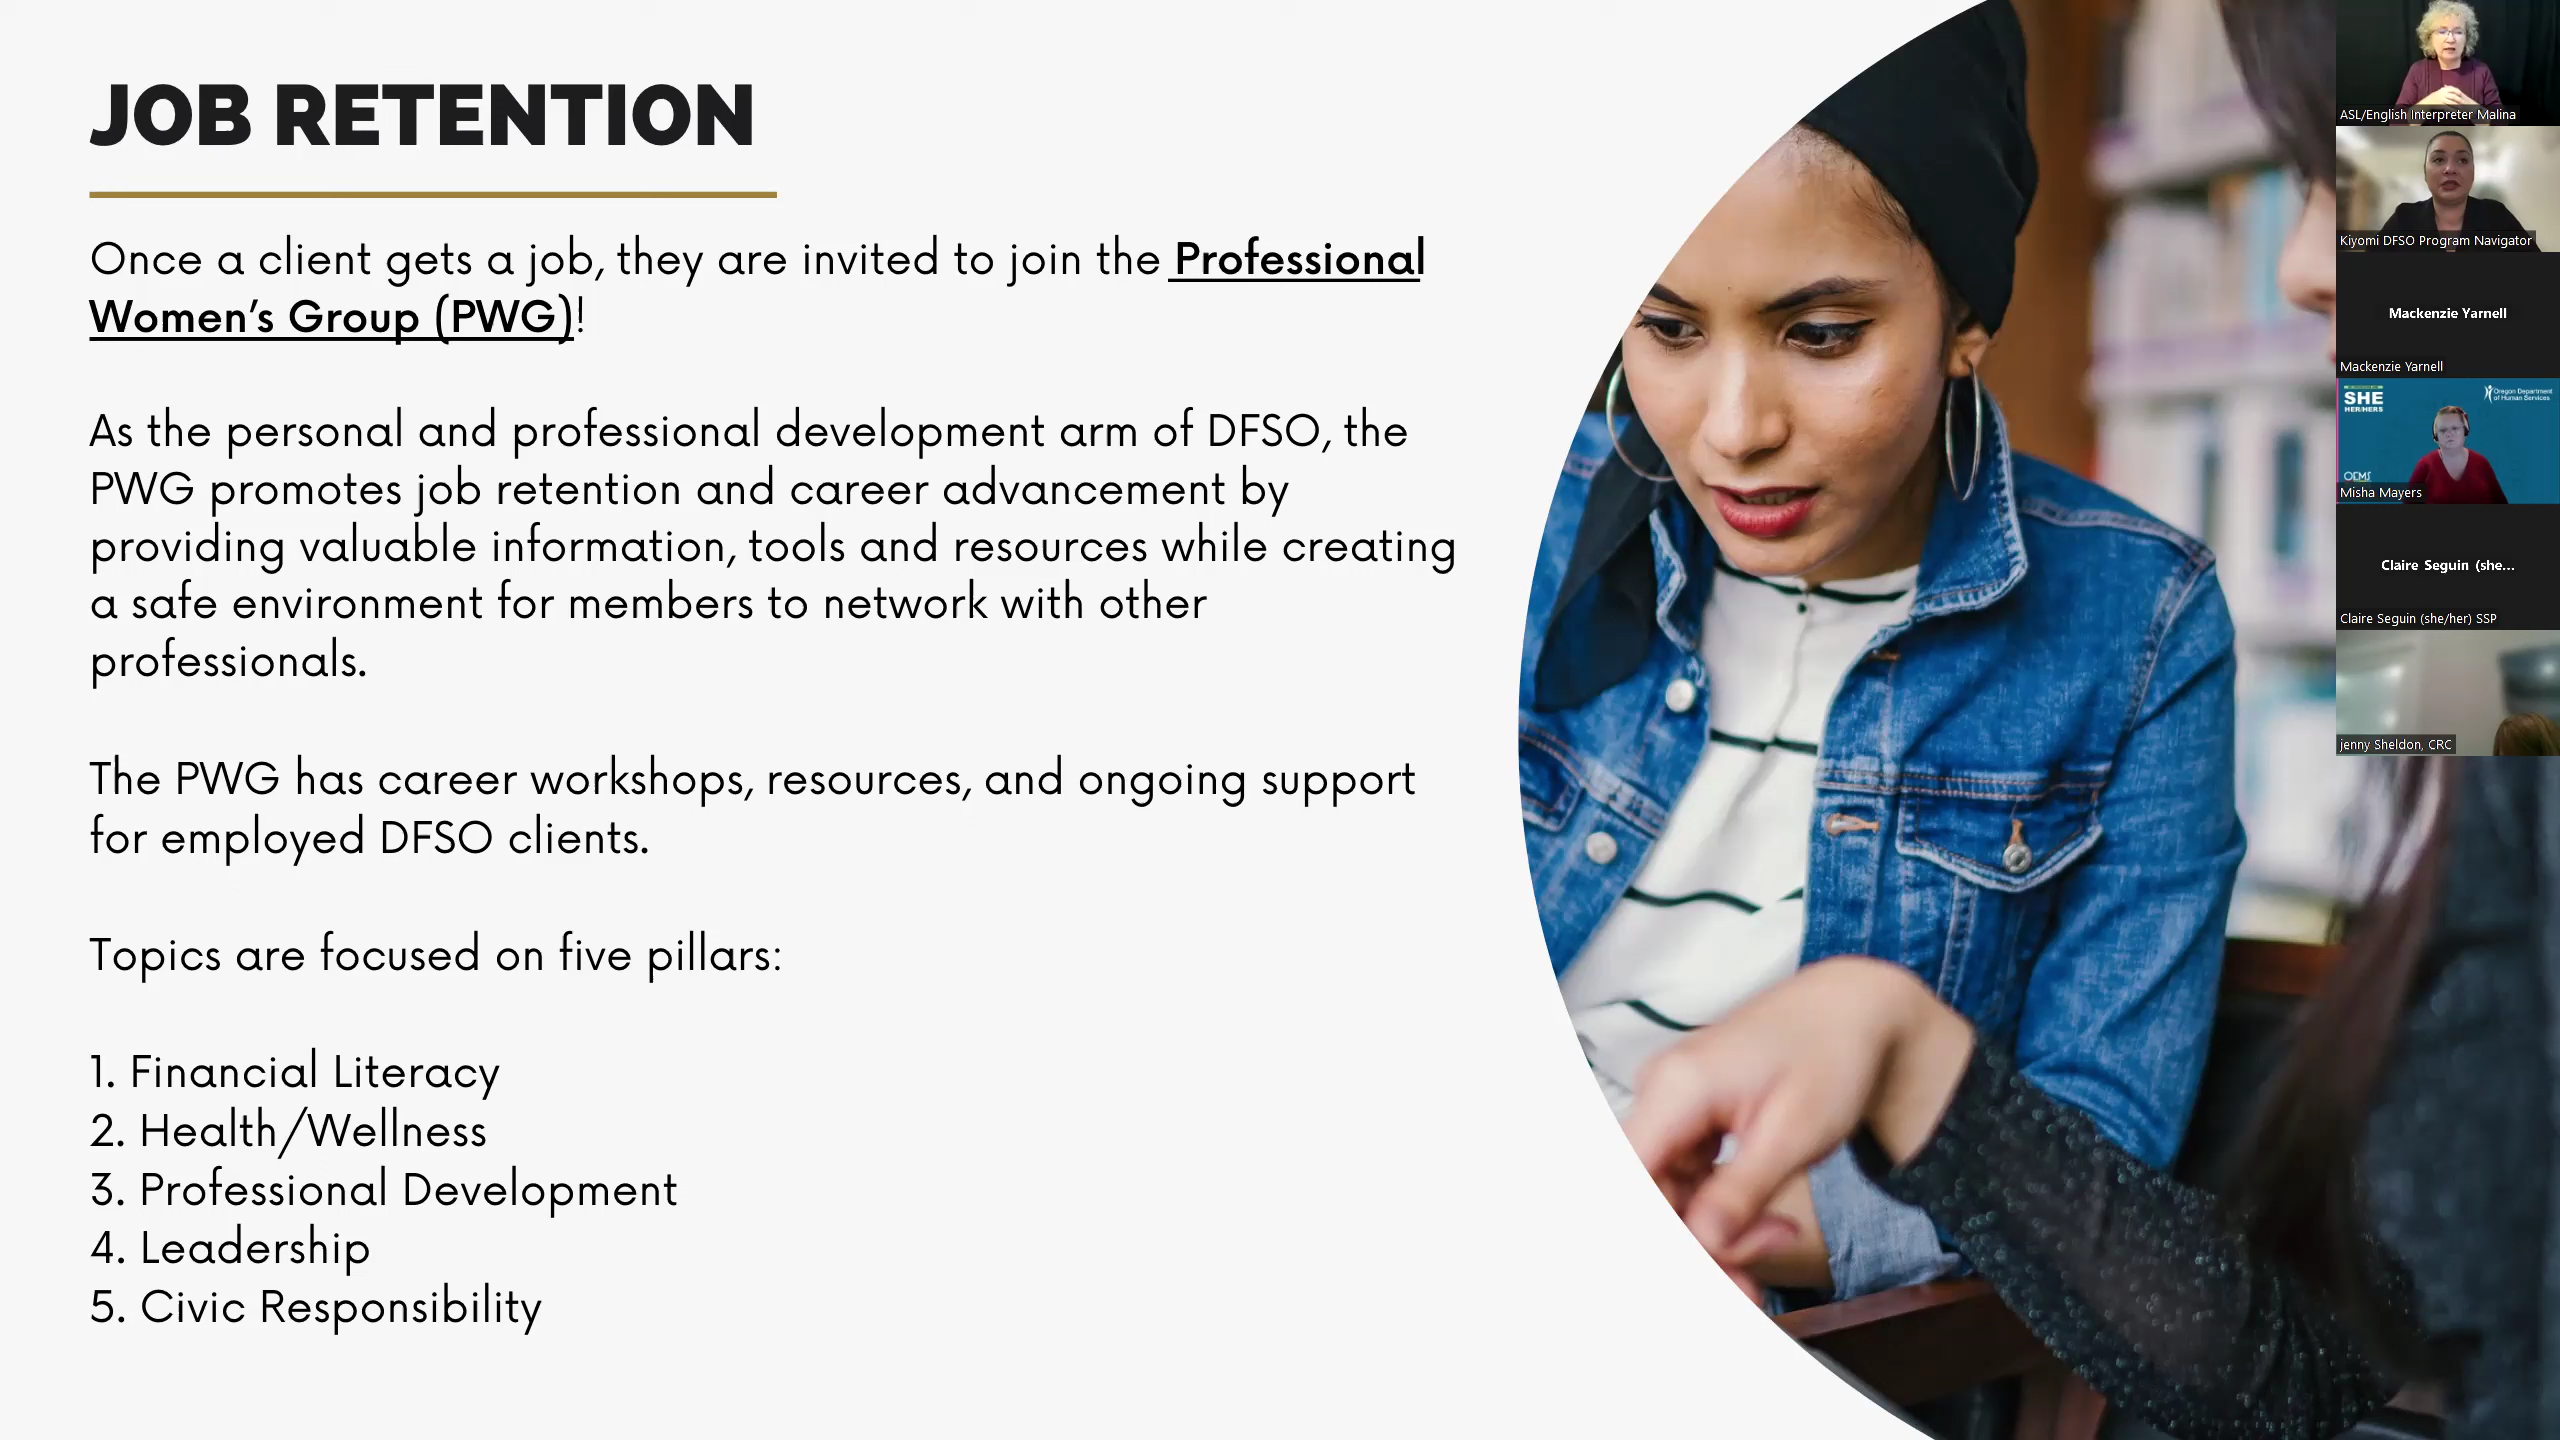 JOB RETENTION
Once a client gets a job, they are invited to join the Professional
Women's Group (PWG)!
As the personal and professional development arm of DFSO, the
PWG promotes job retention and career advancement by
providing valuable information, tools and resources while creating
a safe environment for members to network with other
professionals.
The PWG has career workshops, resources, and ongoing support
for employed DFSO clients.
Topics are focused on five pillars:
1. Financial Literacy
2. Health/Wellness
3. Professional Development
4. Leadership
5. Civic Responsibility
ASL/English Interpreter Malina
Kiyomi DFSO Program Navigator
Mackenzie Yarnell
Mackenzie Yarnell
SHE
HER/HERS
Oregon Department
of Human Services
OEMS
Misha Mayers
Claire Seguin (she...
Claire Seguin (she/her) SSP
jenny Sheldon, CRC